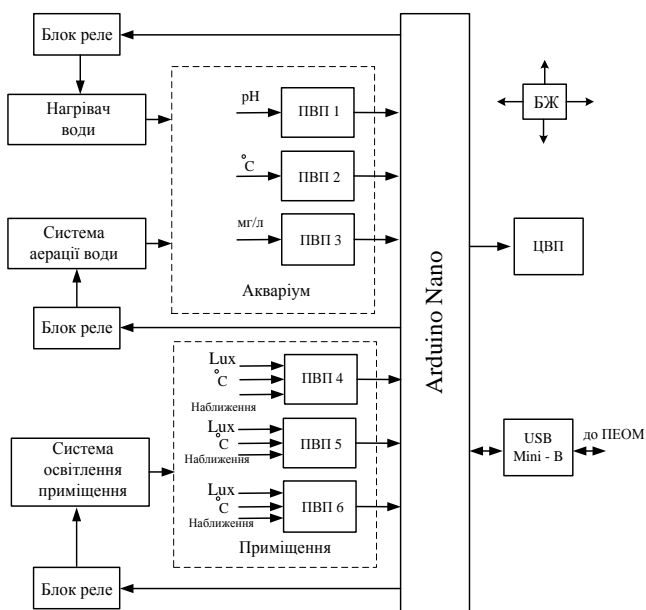 Блок реле
Нагрівач
води
pH
ПВП 1
°C
ПВП 2
мг/л
ПВП 3
Акваріум
Система
аерації води
Блок реле
Arduino Nano
БЖ
ЦВП
USB
Mini - B
до ПЕОМ
Lux
°C
Наближення
ПВП 4
Lux
°C
Наближення
ПВП 5
Lux
°C
Наближення
ПВП 6
Приміщення
Система
освітлення
приміщення
Блок реле